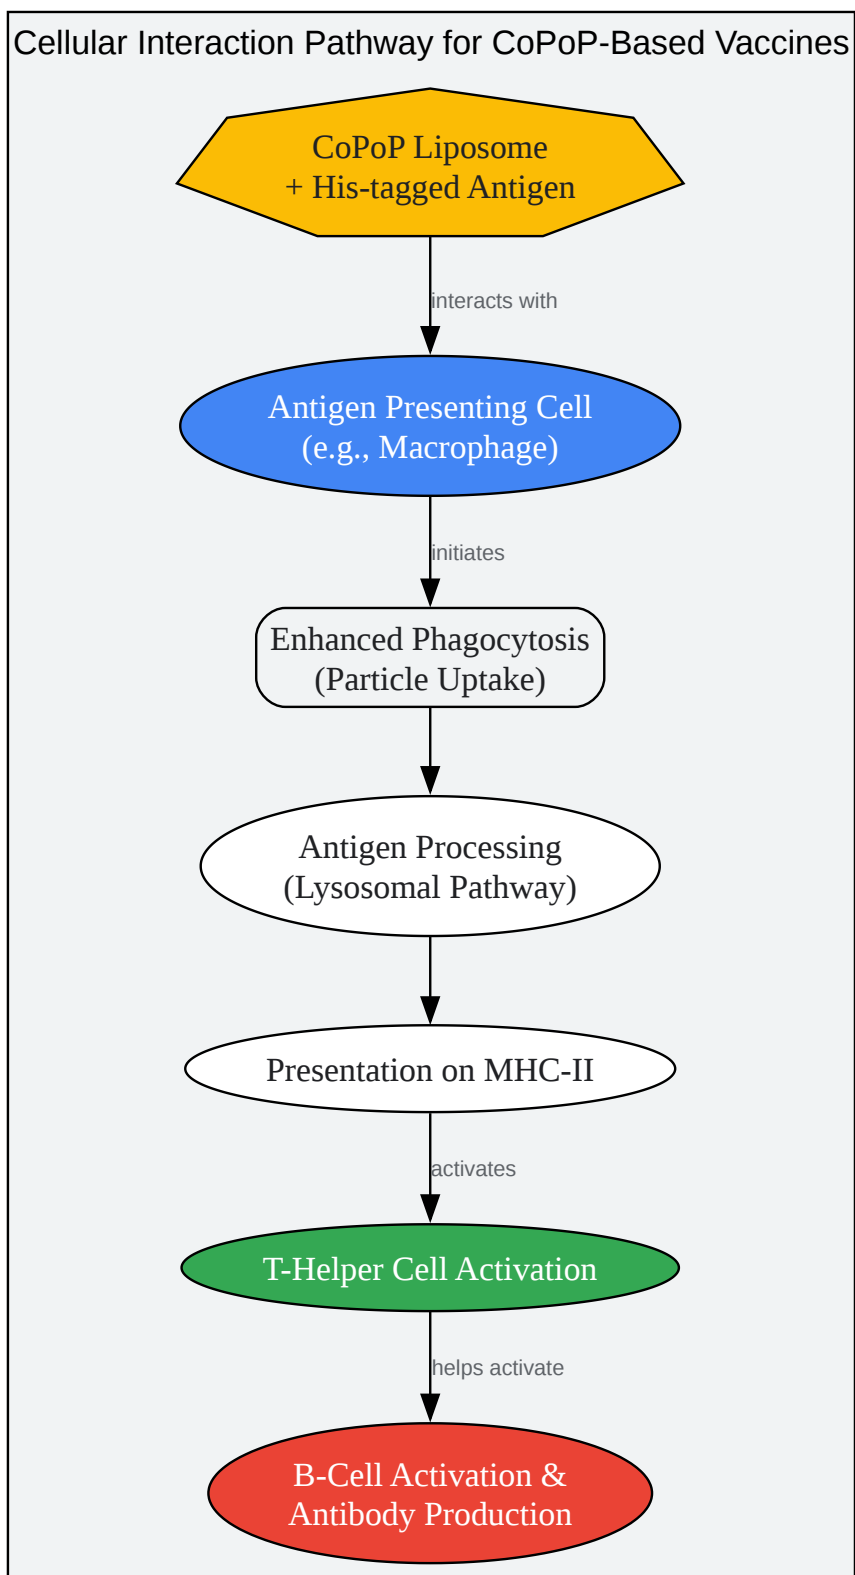 Cellular Interaction Pathway for CoPoP-Based Vaccines
CoPoP Liposome
+ His-tagged Antigen
interacts with
Antigen Presenting Cell
(e.g., Macrophage)
initiates
Enhanced Phagocytosis
(Particle Uptake)
Antigen Processing
(Lysosomal Pathway)
Presentation on MHC-II
activates
T-Helper Cell Activation
helps activate
B-Cell Activation &
Antibody Production